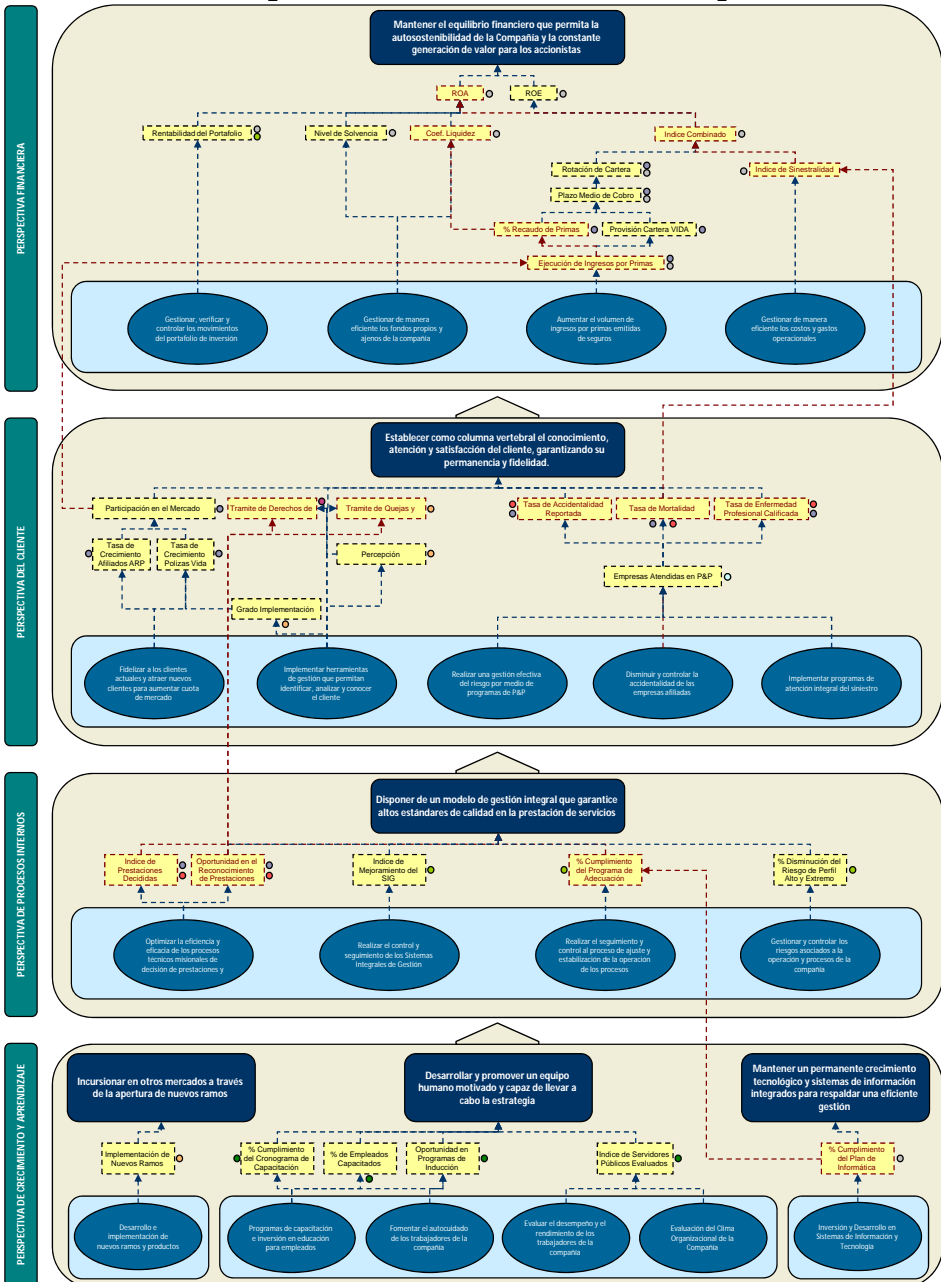 PERSPECTIVA FINANCIERA
Mantener el equilibrio financiero que permita la
autosostenibilidad de la Compañía y la constante
generación de valor para los accionistas
ROA
ROE
Rentabilidad del Portafolio
Nivel de Solvencia
Coef. Liquidez
Indice Combinado
Rotación de Cartera
Indice de Sinestralidad
Plazo Medio de Cobro
% Recaudo de Primas
Provisión Cartera VIDA
Ejecución de Ingresos por Primas
Gestionar, verificar y
controlar los movimientos
del portafolio de inversión
Gestionar de manera
eficiente los fondos propios y
ajenos de la compañía
Aumentar el volumen de
ingresos por primas emitidas
de seguros
Gestionar de manera
eficiente los costos y gastos
operacionales
PERSPECTIVA DEL CLIENTE
Establecer como columna vertebral el conocimiento,
atención y satisfacción del cliente, garantizando su
permanencia y fidelidad.
Participación en el Mercado
Tramite de Derechos de
Tramite de Quejas y
Tasa de Accidentalidad
Reportada
Tasa de Mortalidad
Tasa de Enfermedad
Profesional Calificada
Tasa de
Crecimiento
Afiliados ARP
Tasa de
Crecimiento
Polizas Vida
Percepción
Empresas Atendidas en P&P
Grado Implementación
Fidelizar a los clientes
actuales y atraer nuevos
clientes para aumentar cuota
de mercado
Implementar herramientas
de gestión que permitan
identificar, analizar y conocer
el cliente
Realizar una gestión efectiva
del riesgo por medio de
programas de P&P
Disminuir y controlar la
accidentalidad de las
empresas afiliadas
Implementar programas de
atención integral del siniestro
PERSPECTIVA DE PROCESOS INTERNOS
Disponer de un modelo de gestión integral que garantice
altos estándares de calidad en la prestación de servicios
Indice de
Prestaciones
Decididas
Oportunidad en el
Reconocimiento
de Prestaciones
Indice de
Mejoramiento del
SIG
% Cumplimiento
del Programa de
Adecuación
% Disminución del
Riesgo de Perfil
Alto y Extremo
Optimizar la eficiencia y
eficacia de los procesos
técnicos misionales de
decisión de prestaciones y
Realizar el control y
seguimiento de los Sistemas
Integrales de Gestión
Realizar el seguimiento y
control al proceso de ajuste y
estabilización de la operación
de los procesos
Gestionar y controlar los
riesgos asociados a la
operación y procesos de la
compañía
PERSPECTIVA DE CRECIMIENTO Y APRENDIZAJE
Incursionar en otros mercados a través
de la apertura de nuevos ramos
Desarrollar y promover un equipo
humano motivado y capaz de llevar a
cabo la estrategia
Mantener un permanente crecimiento
tecnológico y sistemas de información
integrados para respaldar una eficiente
gestión
Implementación de
Nuevos Ramos
% Cumplimiento
del Cronograma de
Capacitación
% de Empleados
Capacitados
Oportunidad en
Programas de
Inducción
Indice de Servidores
Públicos Evaluados
% Cumplimiento
del Plan de
Informática
Desarrollo e
implementación de
nuevos ramos y productos
Programas de capacitación
e inversión en educación
para empleados
Fomentar el autocuidado
de los trabajadores de la
compañía
Evaluar el desempeño y el
rendimiento de los
trabajadores de la
compañía
Evaluación del Clima
Organizacional de la
Compañía
Inversión y Desarrollo en
Sistemas de Información y
Tecnología